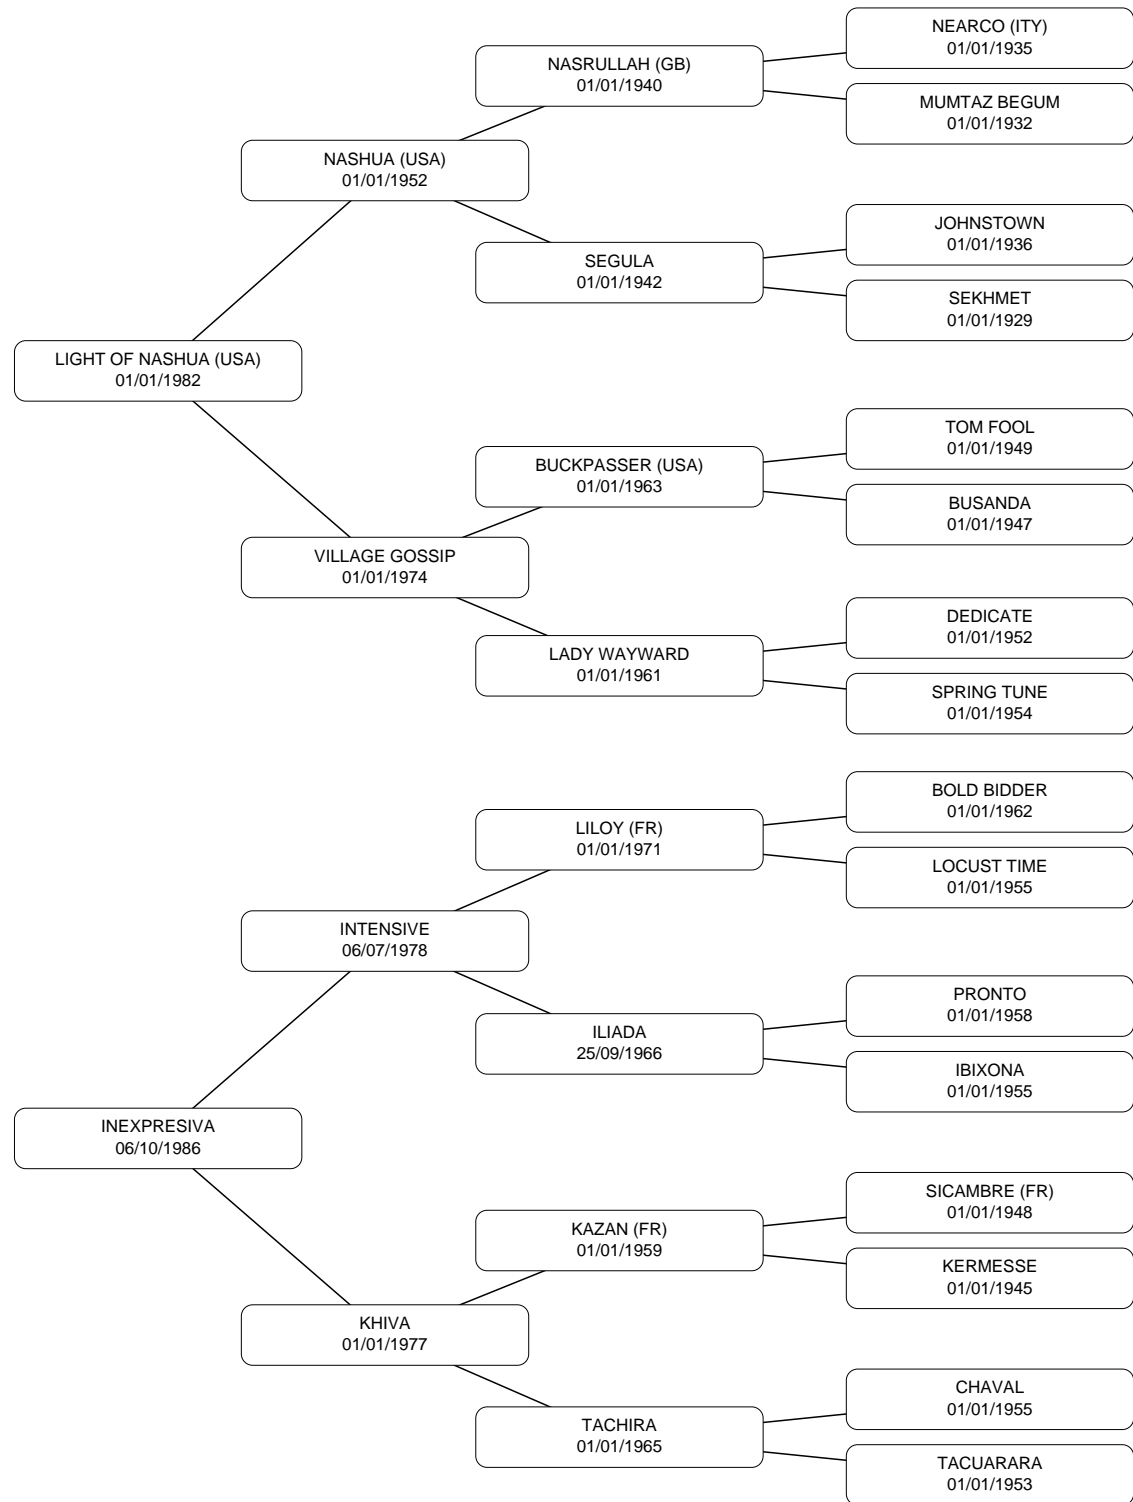 NEARCO (ITY)
01/01/1935
NASRULLAH (GB)
01/01/1940
MUMTAZ BEGUM
01/01/1932
NASHUA (USA)
01/01/1952
JOHNSTOWN
01/01/1936
SEGULA
01/01/1942
SEKHMET
01/01/1929
LIGHT OF NASHUA (USA)
01/01/1982
TOM FOOL
01/01/1949
BUCKPASSER (USA)
01/01/1963
BUSANDA
01/01/1947
VILLAGE GOSSIP
01/01/1974
DEDICATE
01/01/1952
LADY WAYWARD
01/01/1961
SPRING TUNE
01/01/1954
BOLD BIDDER
01/01/1962
LILOY (FR)
01/01/1971
LOCUST TIME
01/01/1955
INTENSIVE
06/07/1978
PRONTO
01/01/1958
ILIADA
25/09/1966
IBIXONA
01/01/1955
INEXPRESIVA
06/10/1986
SICAMBRE (FR)
01/01/1948
KAZAN (FR)
01/01/1959
KERMESSE
01/01/1945
KHIVA
01/01/1977
CHAVAL
01/01/1955
TACHIRA
01/01/1965
TACUARARA
01/01/1953